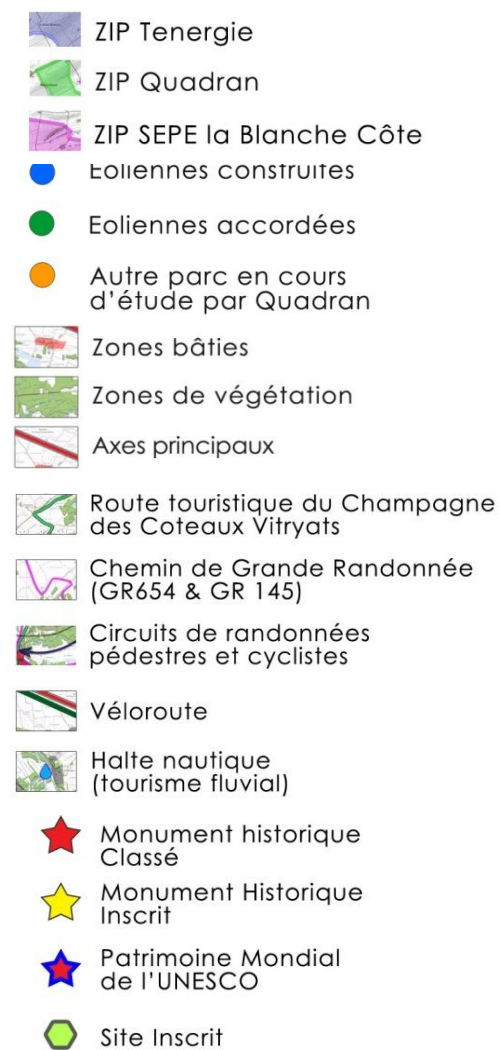 ZIP Tenergie
ZIP Quadran
ZIP SEPE la Blanche Côte
Eoliennes construites
Eoliennes accordées
Autre parc en cours
d'étude par Quadran
Zones bâties
Zones de végétation
Axes principaux
Route touristique du Champagne
des Coteaux Vitryats
Chemin de Grande Randonnée
(GR654 & GR 145)
Circuits de randonnées
pédestres et cyclistes
Véloroute
Halte nautique
(tourisme fluvial)
Monument historique
Classé
Monument Historique
Inscrit
Patrimoine Mondial
de l'UNESCO
Site Inscrit